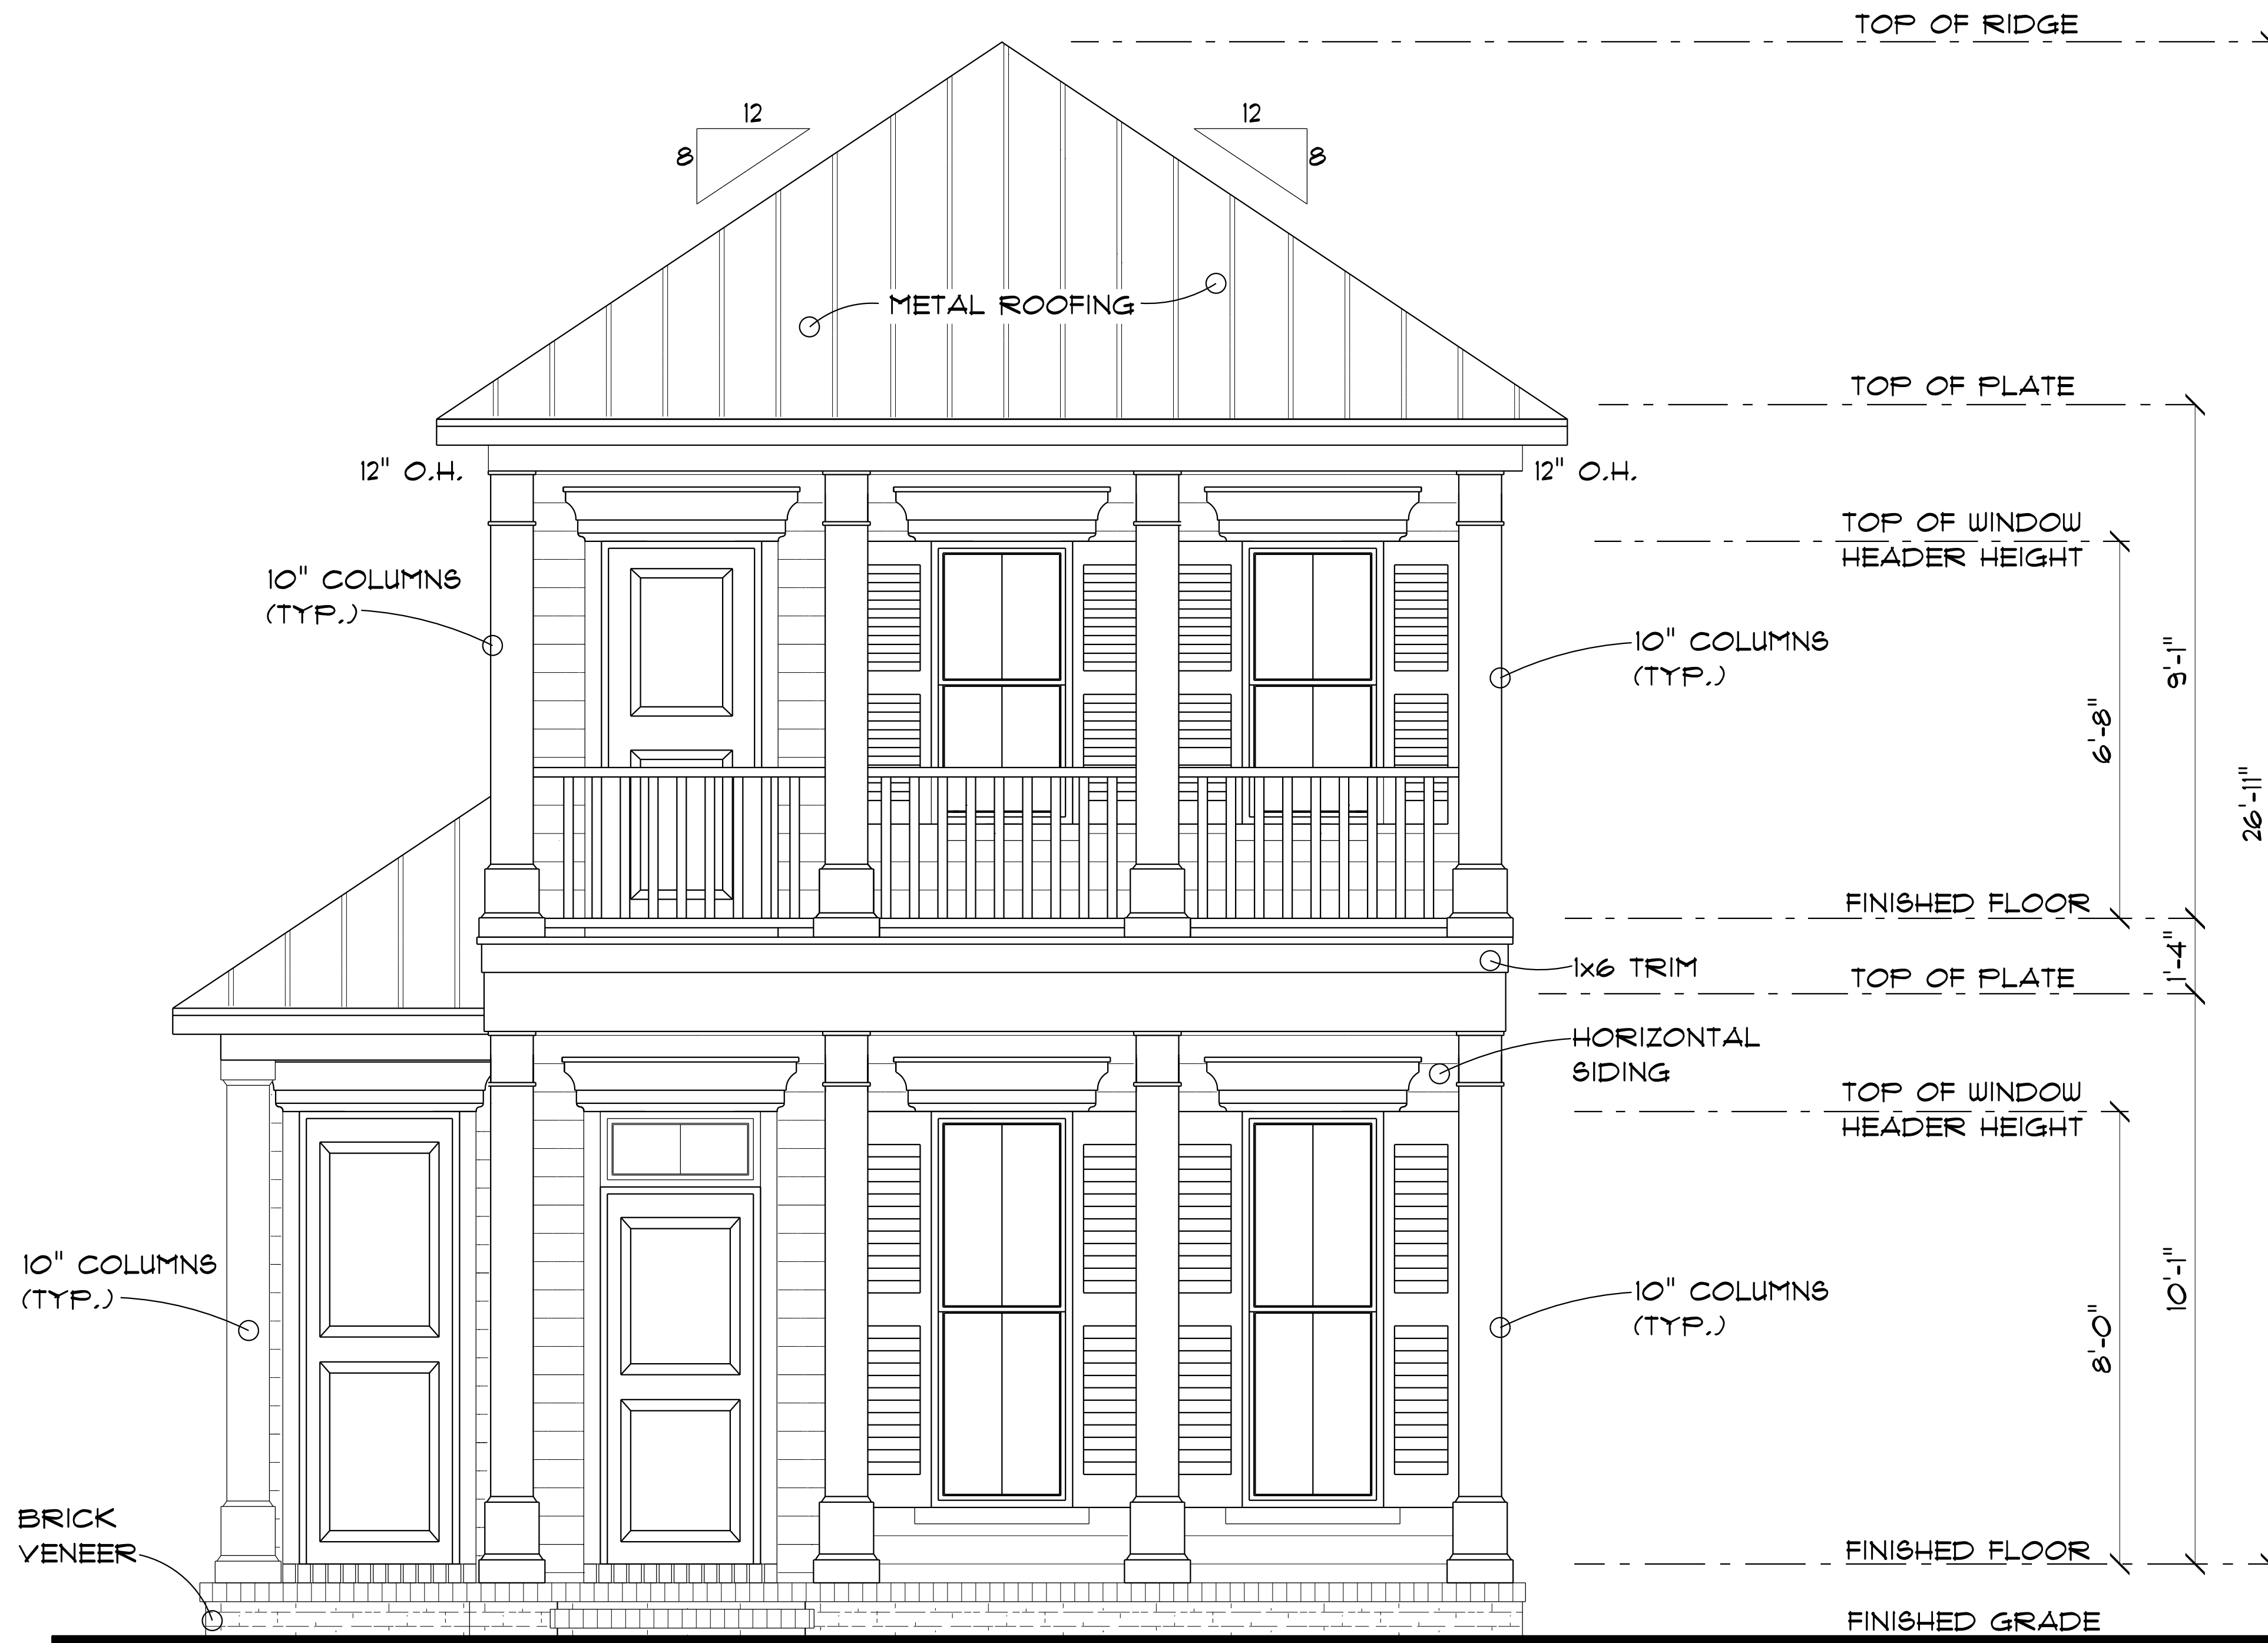 TOP OF RIDGE
12
12
8
8
METAL ROOFING
TOP OF PLATE
12" O.H.
12" O.H.
TOP OF WINDOW
HEADER HEIGHT
10" COLUMNS
(TYP.)
10" COLUMNS
(TYP.)
9'-1"
6'-8"
26'-11"
FINISHED FLOOR
1'-4"
1x6 TRIM
TOP OF PLATE
HORIZONTAL
SIDING
TOP OF WINDOW
HEADER HEIGHT
10" COLUMNS
(TYP.)
10" COLUMNS
(TYP.)
10'-1"
8'-0"
BRICK
VENEER
FINISHED FLOOR
FINISHED GRADE